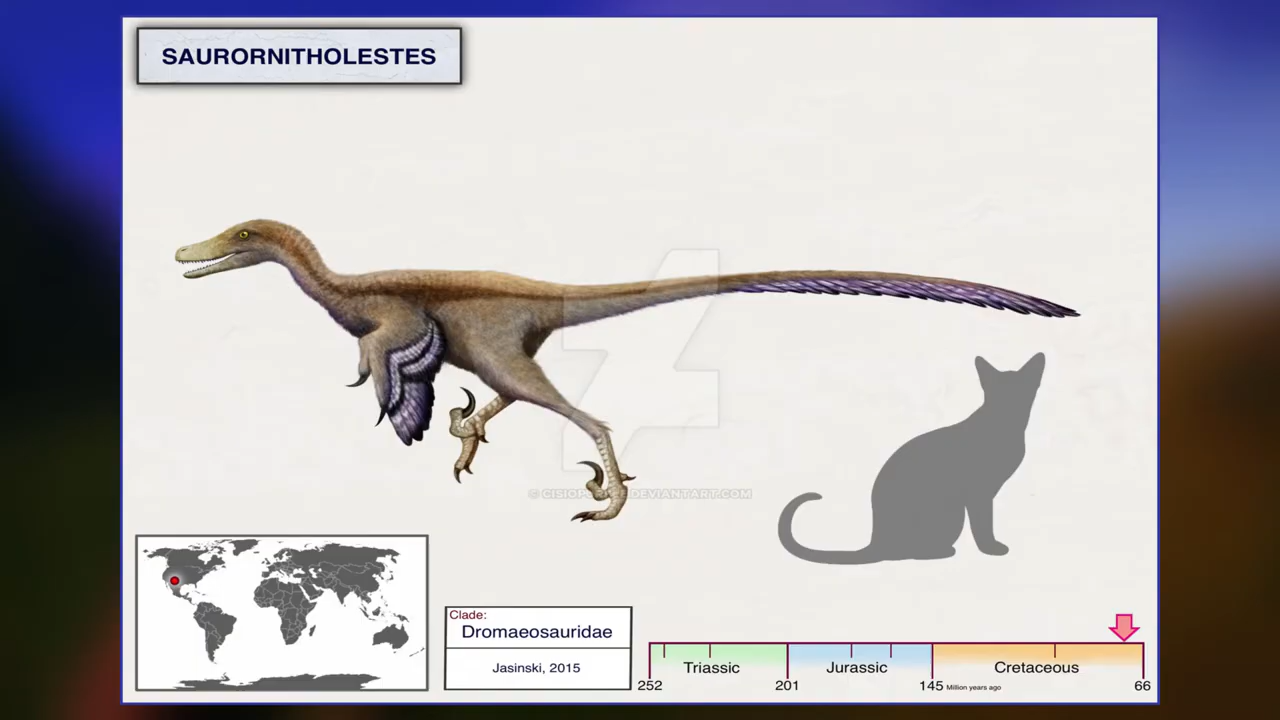 SAURORNITHOLESTES
Clade:
Dromaeosauridae
Jasinski, 2015
Triassic
Jurassic
Cretaceous
252
201
145 Million years ago
66